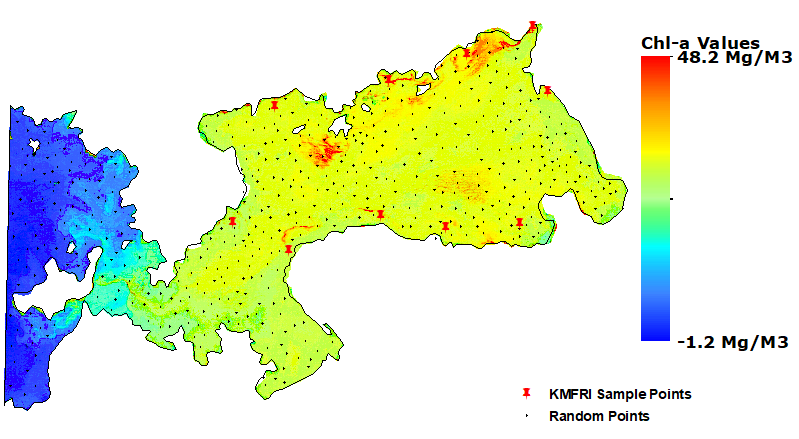 Chl-a Values
48.2 Mg/M3
-1.2 Mg/M3
KMFRI Sample Points
Random Points